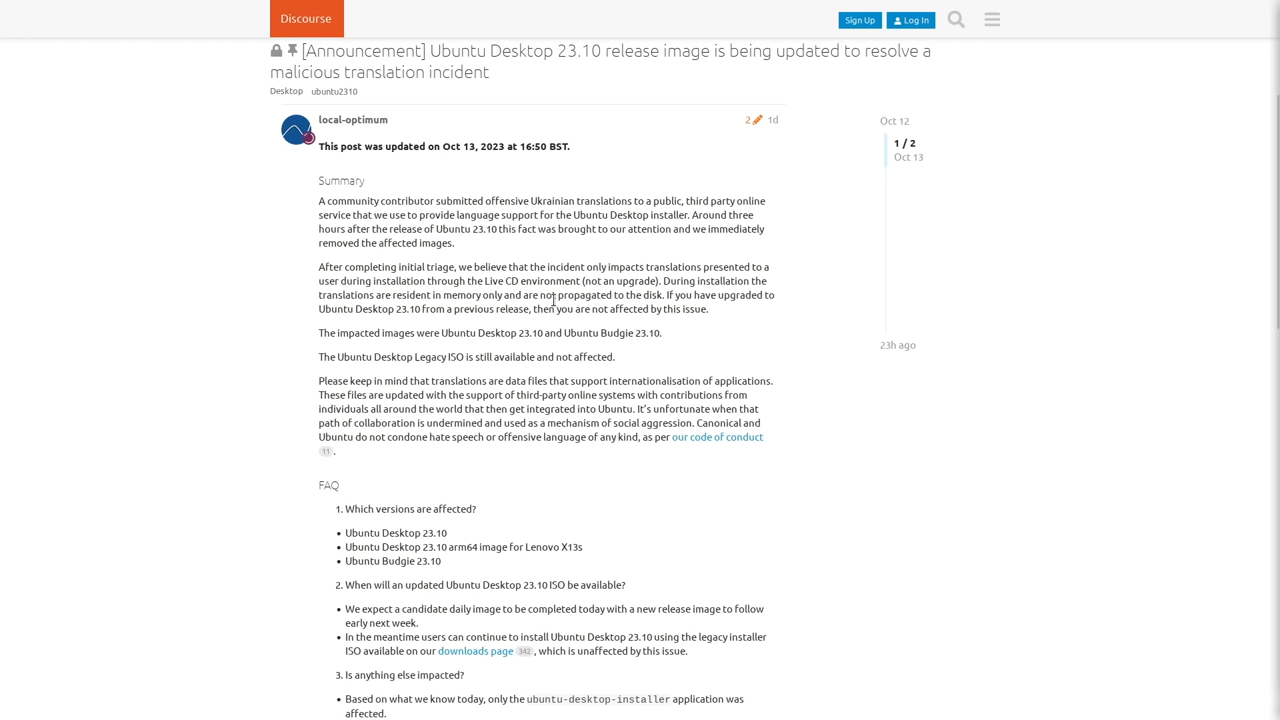 Discourse
Sign Up
Log In
[Announcement] Ubuntu Desktop 23.10 release image is being updated to resolve a
malicious translation incident
Desktop ubuntu2310
local-optimum
2 1d
Oct 12
1 / 2
Oct 13
23h ago
This post was updated on Oct 13, 2023 at 16:50 BST.
Summary
A community contributor submitted offensive Ukrainian translations to a public, third party online
service that we use to provide language support for the Ubuntu Desktop installer. Around three
hours after the release of Ubuntu 23.10 this fact was brought to our attention and we immediately
removed the affected images.
After completing initial triage, we believe that the incident only impacts translations presented to a
user during installation through the Live CD environment (not an upgrade). During installation the
translations are resident in memory only and are not propagated to the disk. If you have upgraded to
Ubuntu Desktop 23.10 from a previous release, then you are not affected by this issue.
The impacted images were Ubuntu Desktop 23.10 and Ubuntu Budgie 23.10.
The Ubuntu Desktop Legacy ISO is still available and not affected.
Please keep in mind that translations are data files that support internationalisation of applications.
These files are updated with the support of third-party online systems with contributions from
individuals all around the world that then get integrated into Ubuntu. It's unfortunate when that
path of collaboration is undermined and used as a mechanism of social aggression. Canonical and
Ubuntu do not condone hate speech or offensive language of any kind, as per our code of conduct
11 .
FAQ
1. Which versions are affected?
• Ubuntu Desktop 23.10
• Ubuntu Desktop 23.10 arm64 image for Lenovo X13s
• Ubuntu Budgie 23.10
2. When will an updated Ubuntu Desktop 23.10 ISO be available?
• We expect a candidate daily image to be completed today with a new release image to follow
early next week.
• In the meantime users can continue to install Ubuntu Desktop 23.10 using the legacy installer
ISO available on our downloads page 342 , which is unaffected by this issue.
3. Is anything else impacted?
• Based on what we know today, only the ubuntu-desktop-installer application was
affected.